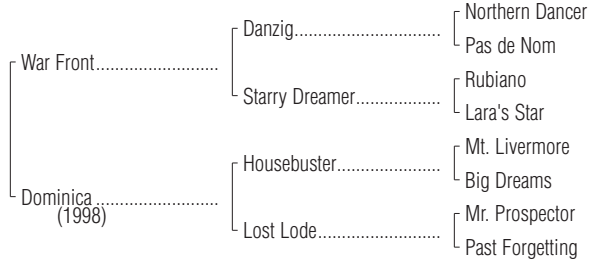 Northern Dancer
Danzig
Pas de Nom
War Front
Rubiano
Starry Dreamer
Lara's Star
Mt. Livermore
Housebuster
Big Dreams
Dominica
(1998)
Mr. Prospector
Lost Lode
Past Forgetting